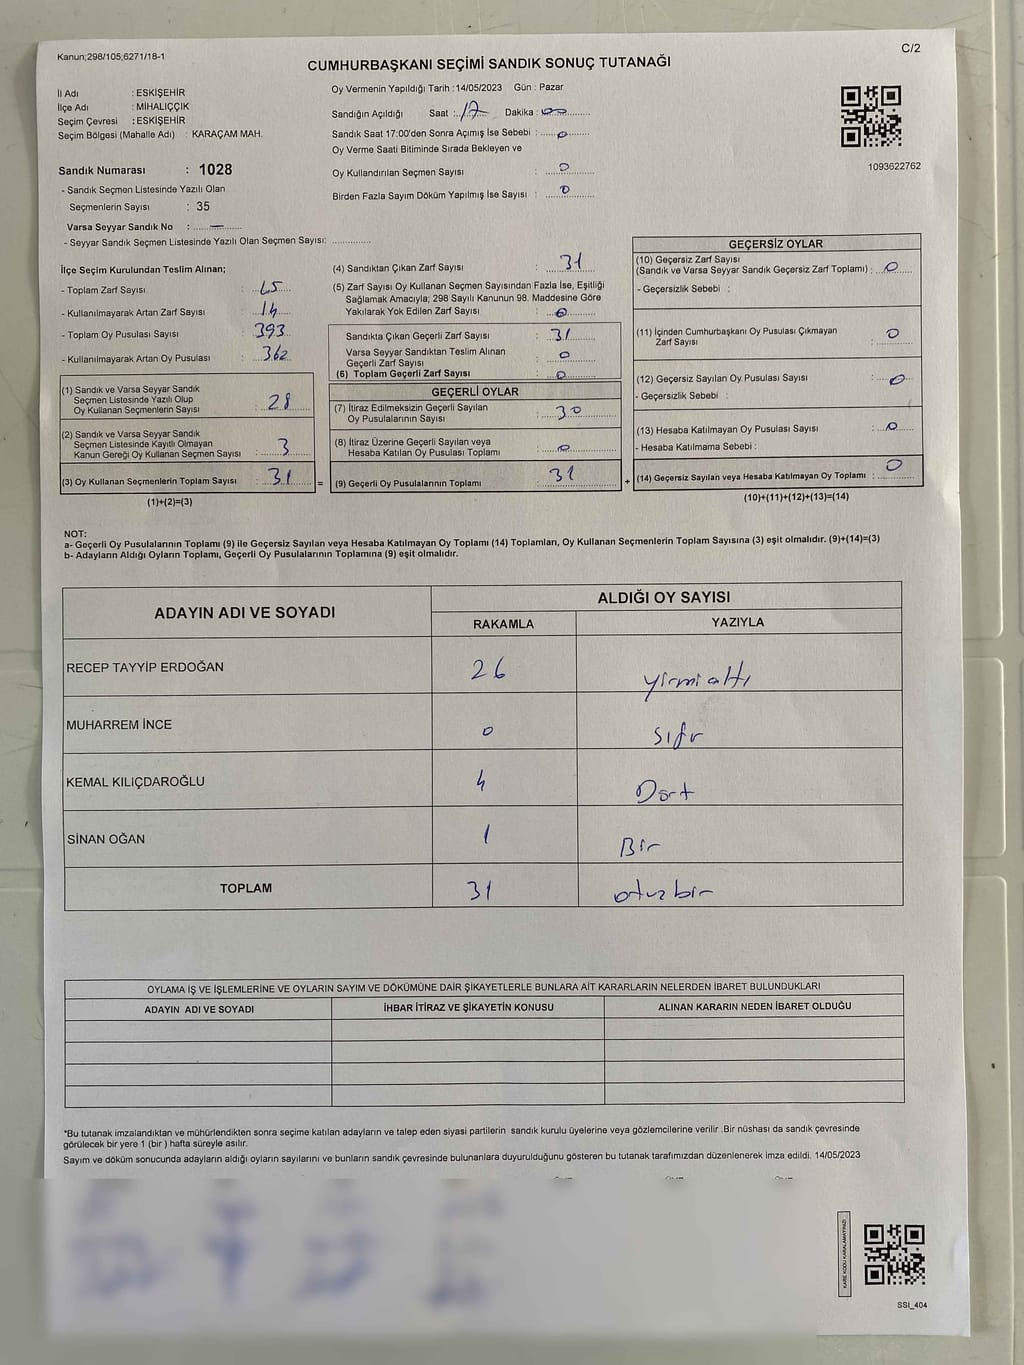 Kanun;298/105;6271/18-1
C/2
CUMHURBAŞKANI SEÇİMİ SANDIK SONUÇ TUTANAĞI
İl Adı : ESKİŞEHİR
İlçe Adı : MİHALIÇÇIK
Seçim Çevresi : ESKİŞEHİR
Seçim Bölgesi (Mahalle Adı) : KARAÇAM MAH.
Sandık Numarası : 1028
- Sandık Seçmen Listesinde Yazılı Olan
Seçmenlerin Sayısı : 35
Varsa Seyyar Sandık No : —
- Seyyar Sandık Seçmen Listesinde Yazılı Olan Seçmen Sayısı:
Oy Vermenin Yapıldığı Tarih : 14/05/2023 Gün : Pazar
Sandığın Açıldığı Saat : 17 Dakika : 00
Sandık Saat 17:00'den Sonra Açımış İse Sebebi : 0
Oy Verme Saati Bitiminde Sırada Bekleyen ve
Oy Kullandırılan Seçmen Sayısı : 0
Birden Fazla Sayım Döküm Yapılmış İse Sayısı : 0
1093622762
İlçe Seçim Kurulundan Teslim Alınan;
- Toplam Zarf Sayısı : 45
- Kullanılmayarak Artan Zarf Sayısı : 14
- Toplam Oy Pusulası Sayısı : 393
- Kullanılmayarak Artan Oy Pusulası : 362
(1) Sandık ve Varsa Seyyar Sandık
Seçmen Listesinde Yazılı Olup
Oy Kullanan Seçmenlerin Sayısı : 28
(2) Sandık ve Varsa Seyyar Sandık
Seçmen Listesinde Kayıtlı Olmayan
Kanun Gereği Oy Kullanan Seçmen Sayısı : 3
(3) Oy Kullanan Seçmenlerin Toplam Sayısı : 31 =
(1)+(2)=(3)
(4) Sandıktan Çıkan Zarf Sayısı : 31
(5) Zarf Sayısı Oy Kullanan Seçmen Sayısından Fazla İse, Eşitliği
Sağlamak Amacıyla; 298 Sayılı Kanunun 98. Maddesine Göre
Yakılarak Yok Edilen Zarf Sayısı : 0
Sandıkta Çıkan Geçerli Zarf Sayısı : 31
Varsa Seyyar Sandıktan Teslim Alınan
Geçerli Zarf Sayısı : 0
(6) Toplam Geçerli Zarf Sayısı : 0
GEÇERLİ OYLAR
(7) İtiraz Edilmeksizin Geçerli Sayılan
Oy Pusulalarının Sayısı : 30
(8) İtiraz Üzerine Geçerli Sayılan veya
Hesaba Katılan Oy Pusulası Toplamı : 0
(9) Geçerli Oy Pusulalarının Toplamı : 31 +
GEÇERSİZ OYLAR
(10) Geçersiz Zarf Sayısı
(Sandık ve Varsa Seyyar Sandık Geçersiz Zarf Toplamı) : 0
- Geçersizlik Sebebi :
(11) İçinden Cumhurbaşkanı Oy Pusulası Çıkmayan
Zarf Sayısı : 0
(12) Geçersiz Sayılan Oy Pusulası Sayısı : 0
- Geçersizlik Sebebi :
(13) Hesaba Katılmayan Oy Pusulası Sayısı : 0
- Hesaba Katılmama Sebebi :
(14) Geçersiz Sayılan veya Hesaba Katılmayan Oy Toplamı : 0
(10)+(11)+(12)+(13)=(14)
NOT:
a- Geçerli Oy Pusulalarının Toplamı (9) ile Geçersiz Sayılan veya Hesaba Katılmayan Oy Toplamı (14) Toplamları, Oy Kullanan Seçmenlerin Toplam Sayısına (3) eşit olmalıdır. (9)+(14)=(3)
b- Adayların Aldığı Oyların Toplamı, Geçerli Oy Pusulalarının Toplamına (9) eşit olmalıdır.
ADAYIN ADI VE SOYADI ALDIĞI OY SAYISI
RAKAMLA YAZIYLA
RECEP TAYYİP ERDOĞAN 26 yirmialtı
MUHARREM İNCE 0 sıfır
KEMAL KILIÇDAROĞLU 4 Dört
SİNAN OĞAN 1 Bir
TOPLAM 31 otuzbir
OYLAMA İŞ VE İŞLEMLERİNE VE OYLARIN SAYIM VE DÖKÜMÜNE DAİR ŞİKAYETLERLE BUNLARA AİT KARARLARIN NELERDEN İBARET BULUNDUKLARI
ADAYIN ADI VE SOYADI İHBAR İTİRAZ VE ŞİKAYETİN KONUSU ALINAN KARARIN NEDEN İBARET OLDUĞU
*Bu tutanak imzalandıktan ve mühürlendikten sonra seçime katılan adayların ve talep eden siyasi partilerin sandık kurulu üyelerine veya gözlemcilerine verilir .Bir nüshası da sandık çevresinde
görülecek bir yere 1 (bir ) hafta süreyle asılır.
Sayım ve döküm sonucunda adayların aldığı oyların sayılarını ve bunların sandık çevresinde bulunanlara duyurulduğunu gösteren bu tutanak tarafımızdan düzenlenerek imza edildi. 14/05/2023
KARE KODU KARALAMAYINIZ!
SSI_404